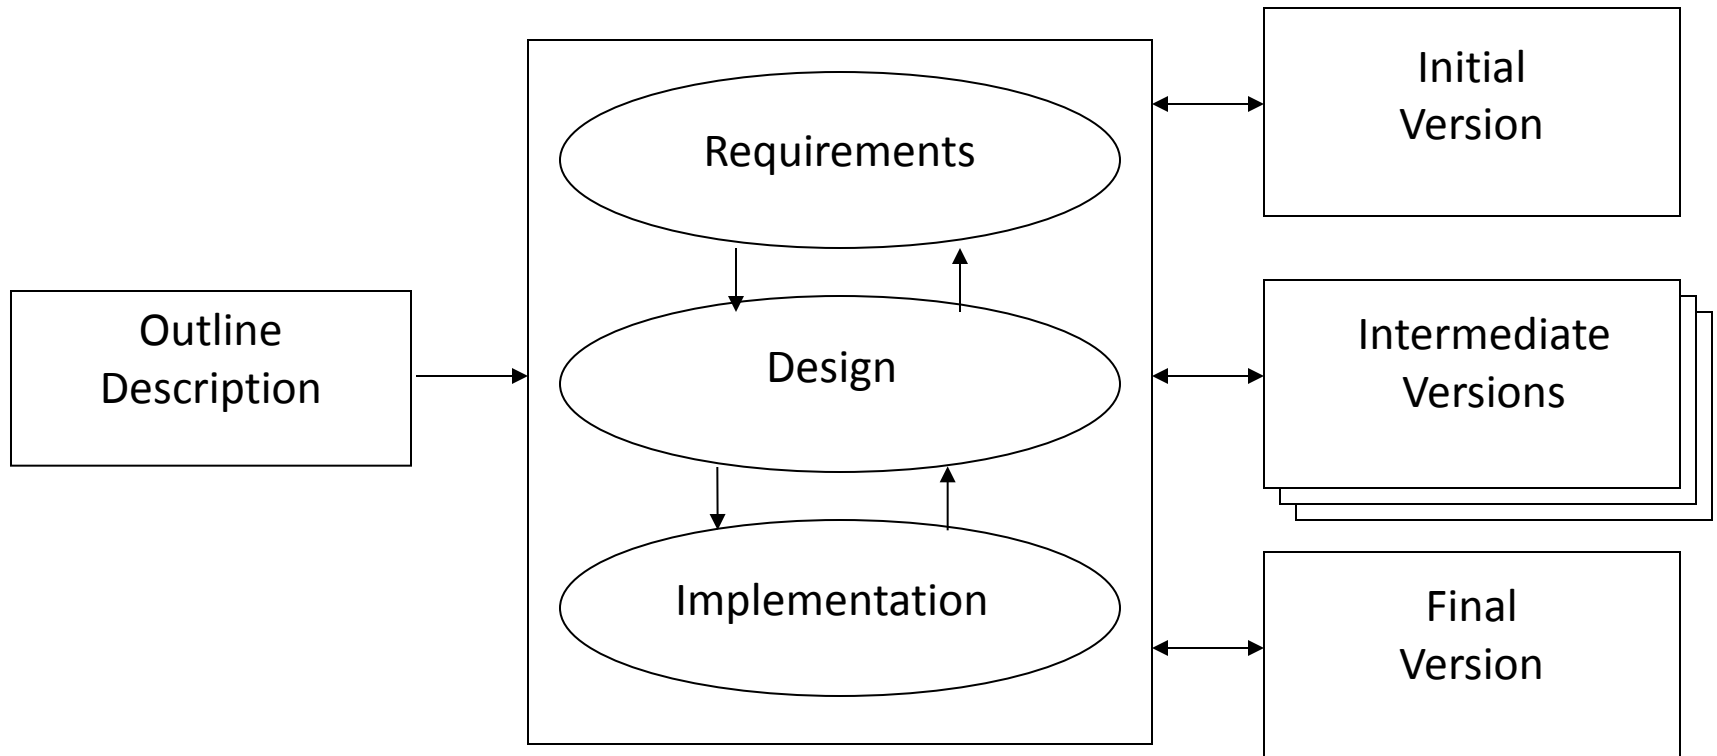 Outline
Description
Requirements
Design
Implementation
Initial
Version
Intermediate
Versions
Final
Version